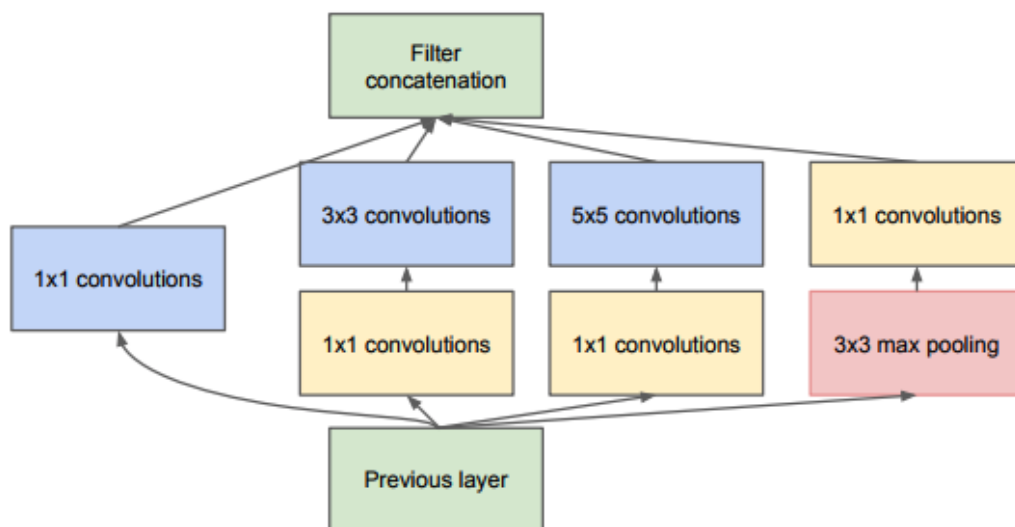 Filter
concatenation
3x3 convolutions
5x5 convolutions
1x1 convolutions
1x1 convolutions
1x1 convolutions
1x1 convolutions
3x3 max pooling
Previous layer